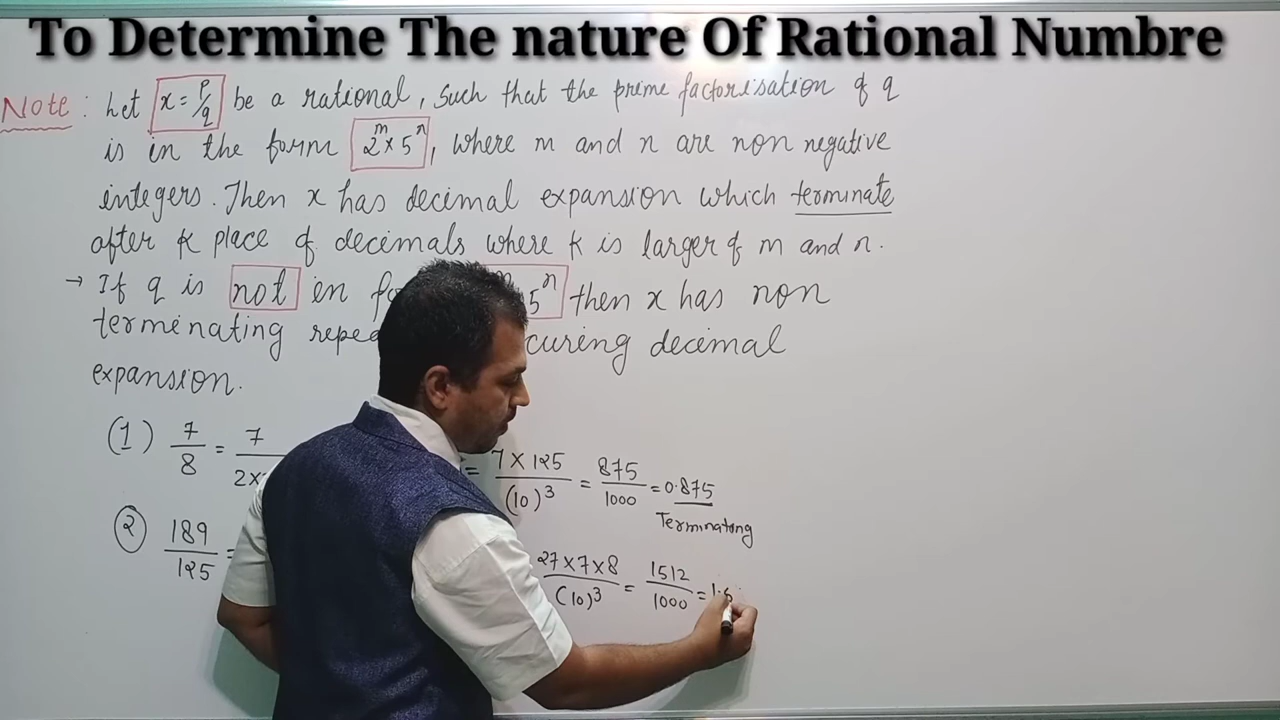 To Determine The nature Of Rational Numbre
Note : Let x = p/q be a rational, such that the prime factorisation of q
is in the form 2^m × 5^n, where m and n are non negative
integers. Then x has decimal expansion which terminate
after k place of decimals where k is larger of m and n.
→ If q is not in 5^n then x has non
terminating curing decimal
expansion.
(1) 7/8 = 7/2× = 7 × 125/(10)^3 = 875/1000 = 0.875
Terminatong
(2) 189/125 = 27×7×8/(10)^3 = 1512/1000 = 1.5